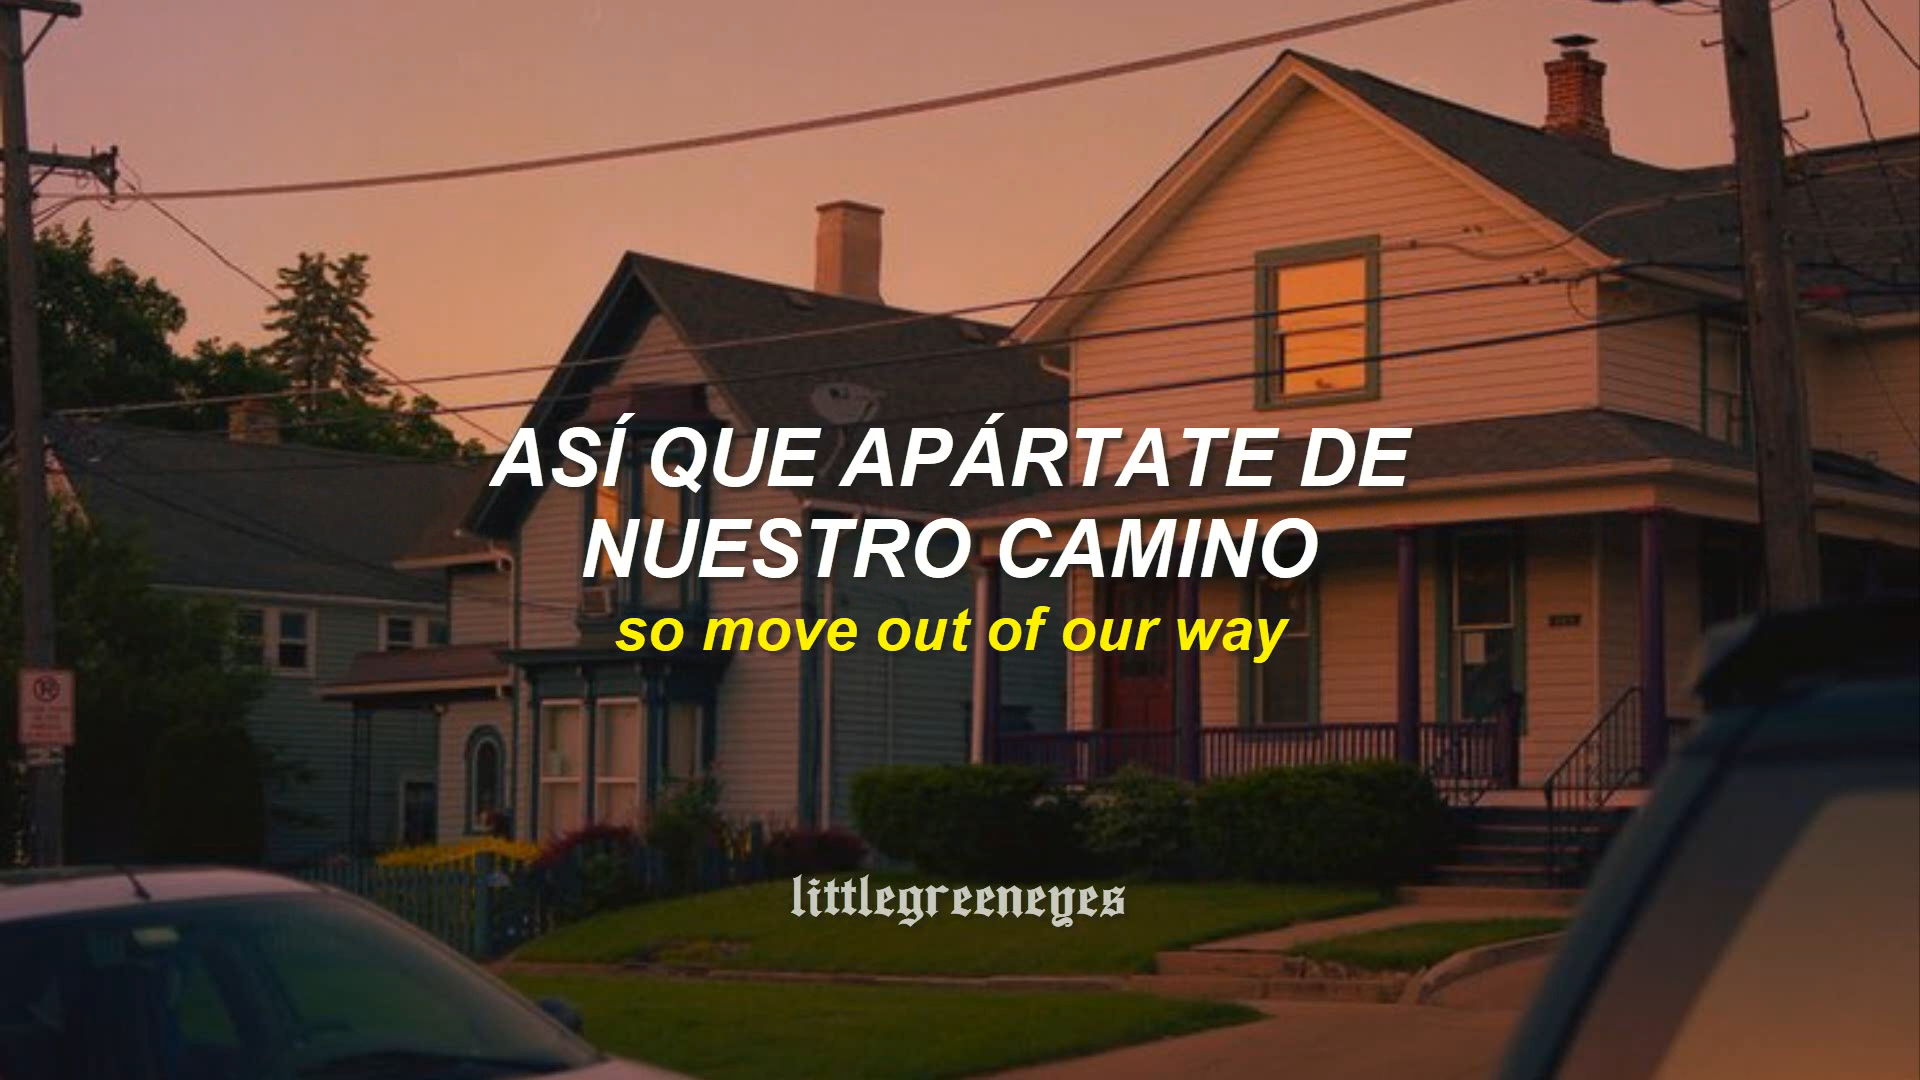 ASÍ QUE APÁRTATE DE
NUESTRO CAMINO
so move out of our way
littlegreeneyes